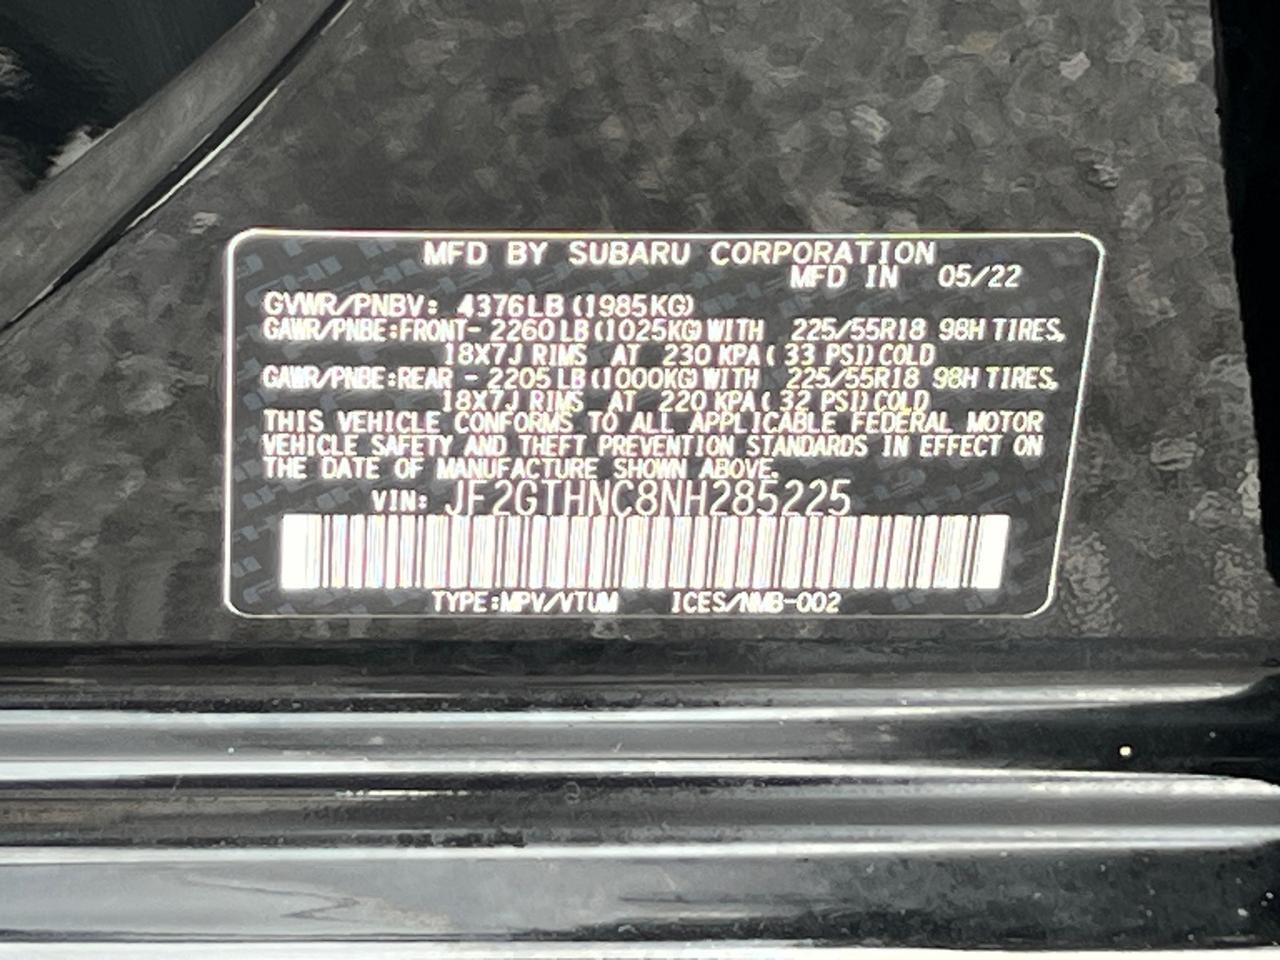 MFD BY SUBARU CORPORATION
MFD IN 05/22
GVWR/PNBV: 4376LB (1985KG)
GAWR/PNBE:FRONT- 2260LB (1025KG) WITH 225/55R18 98H TIRES,
18X7J RIMS AT 230 KPA( 33 PSI) COLD
GAWR/PNBE:REAR - 2205LB (1000KG) WITH 225/55R18 98H TIRES,
18X7J RIMS AT 220 KPA( 32 PSI) COLD
THIS VEHICLE CONFORMS TO ALL APPLICABLE FEDERAL MOTOR
VEHICLE SAFETY AND THEFT PREVENTION STANDARDS IN EFFECT ON
THE DATE OF MANUFACTURE SHOWN ABOVE.
VIN: JF2GTHNC8NH285225
TYPE:MPV/VTUM ICES/NMB-002